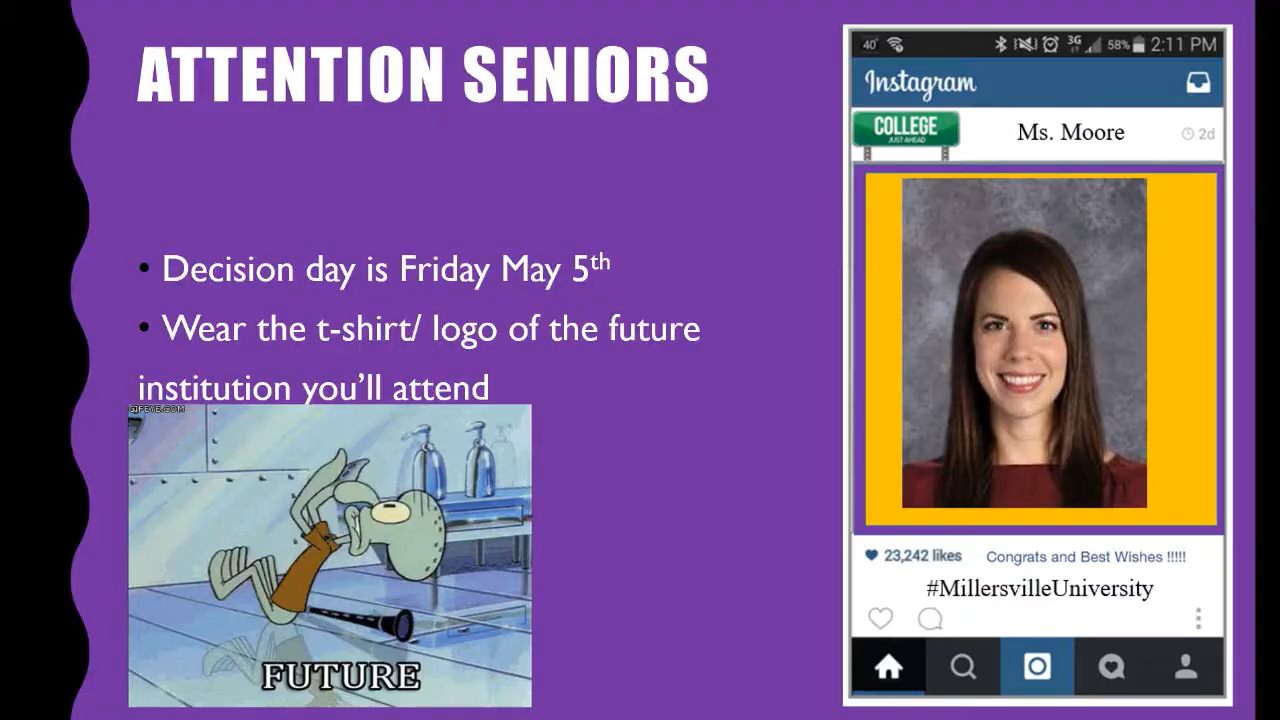 ATTENTION SENIORS
• Decision day is Friday May 5th
• Wear the t-shirt/ logo of the future
institution you'll attend
GIFEYE.COM
FUTURE
40° 3G 58% 2:11 PM
Instagram
COLLEGE
JUST AHEAD
Ms. Moore
2d
23,242 likes
Congrats and Best Wishes !!!!!
#MillersvilleUniversity